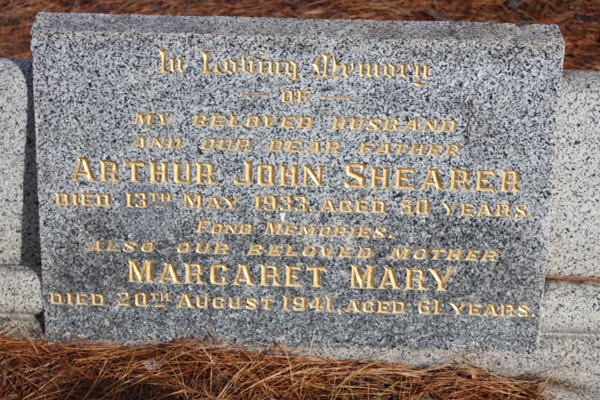 In Loving Memory
— OF —
MY BELOVED HUSBAND
AND OUR DEAR FATHER
ARTHUR JOHN SHEARER
DIED 13TH MAY 1933, AGED 50 YEARS.
FOND MEMORIES.
ALSO OUR BELOVED MOTHER
MARGARET MARY
DIED 20TH AUGUST 1941, AGED 61 YEARS.